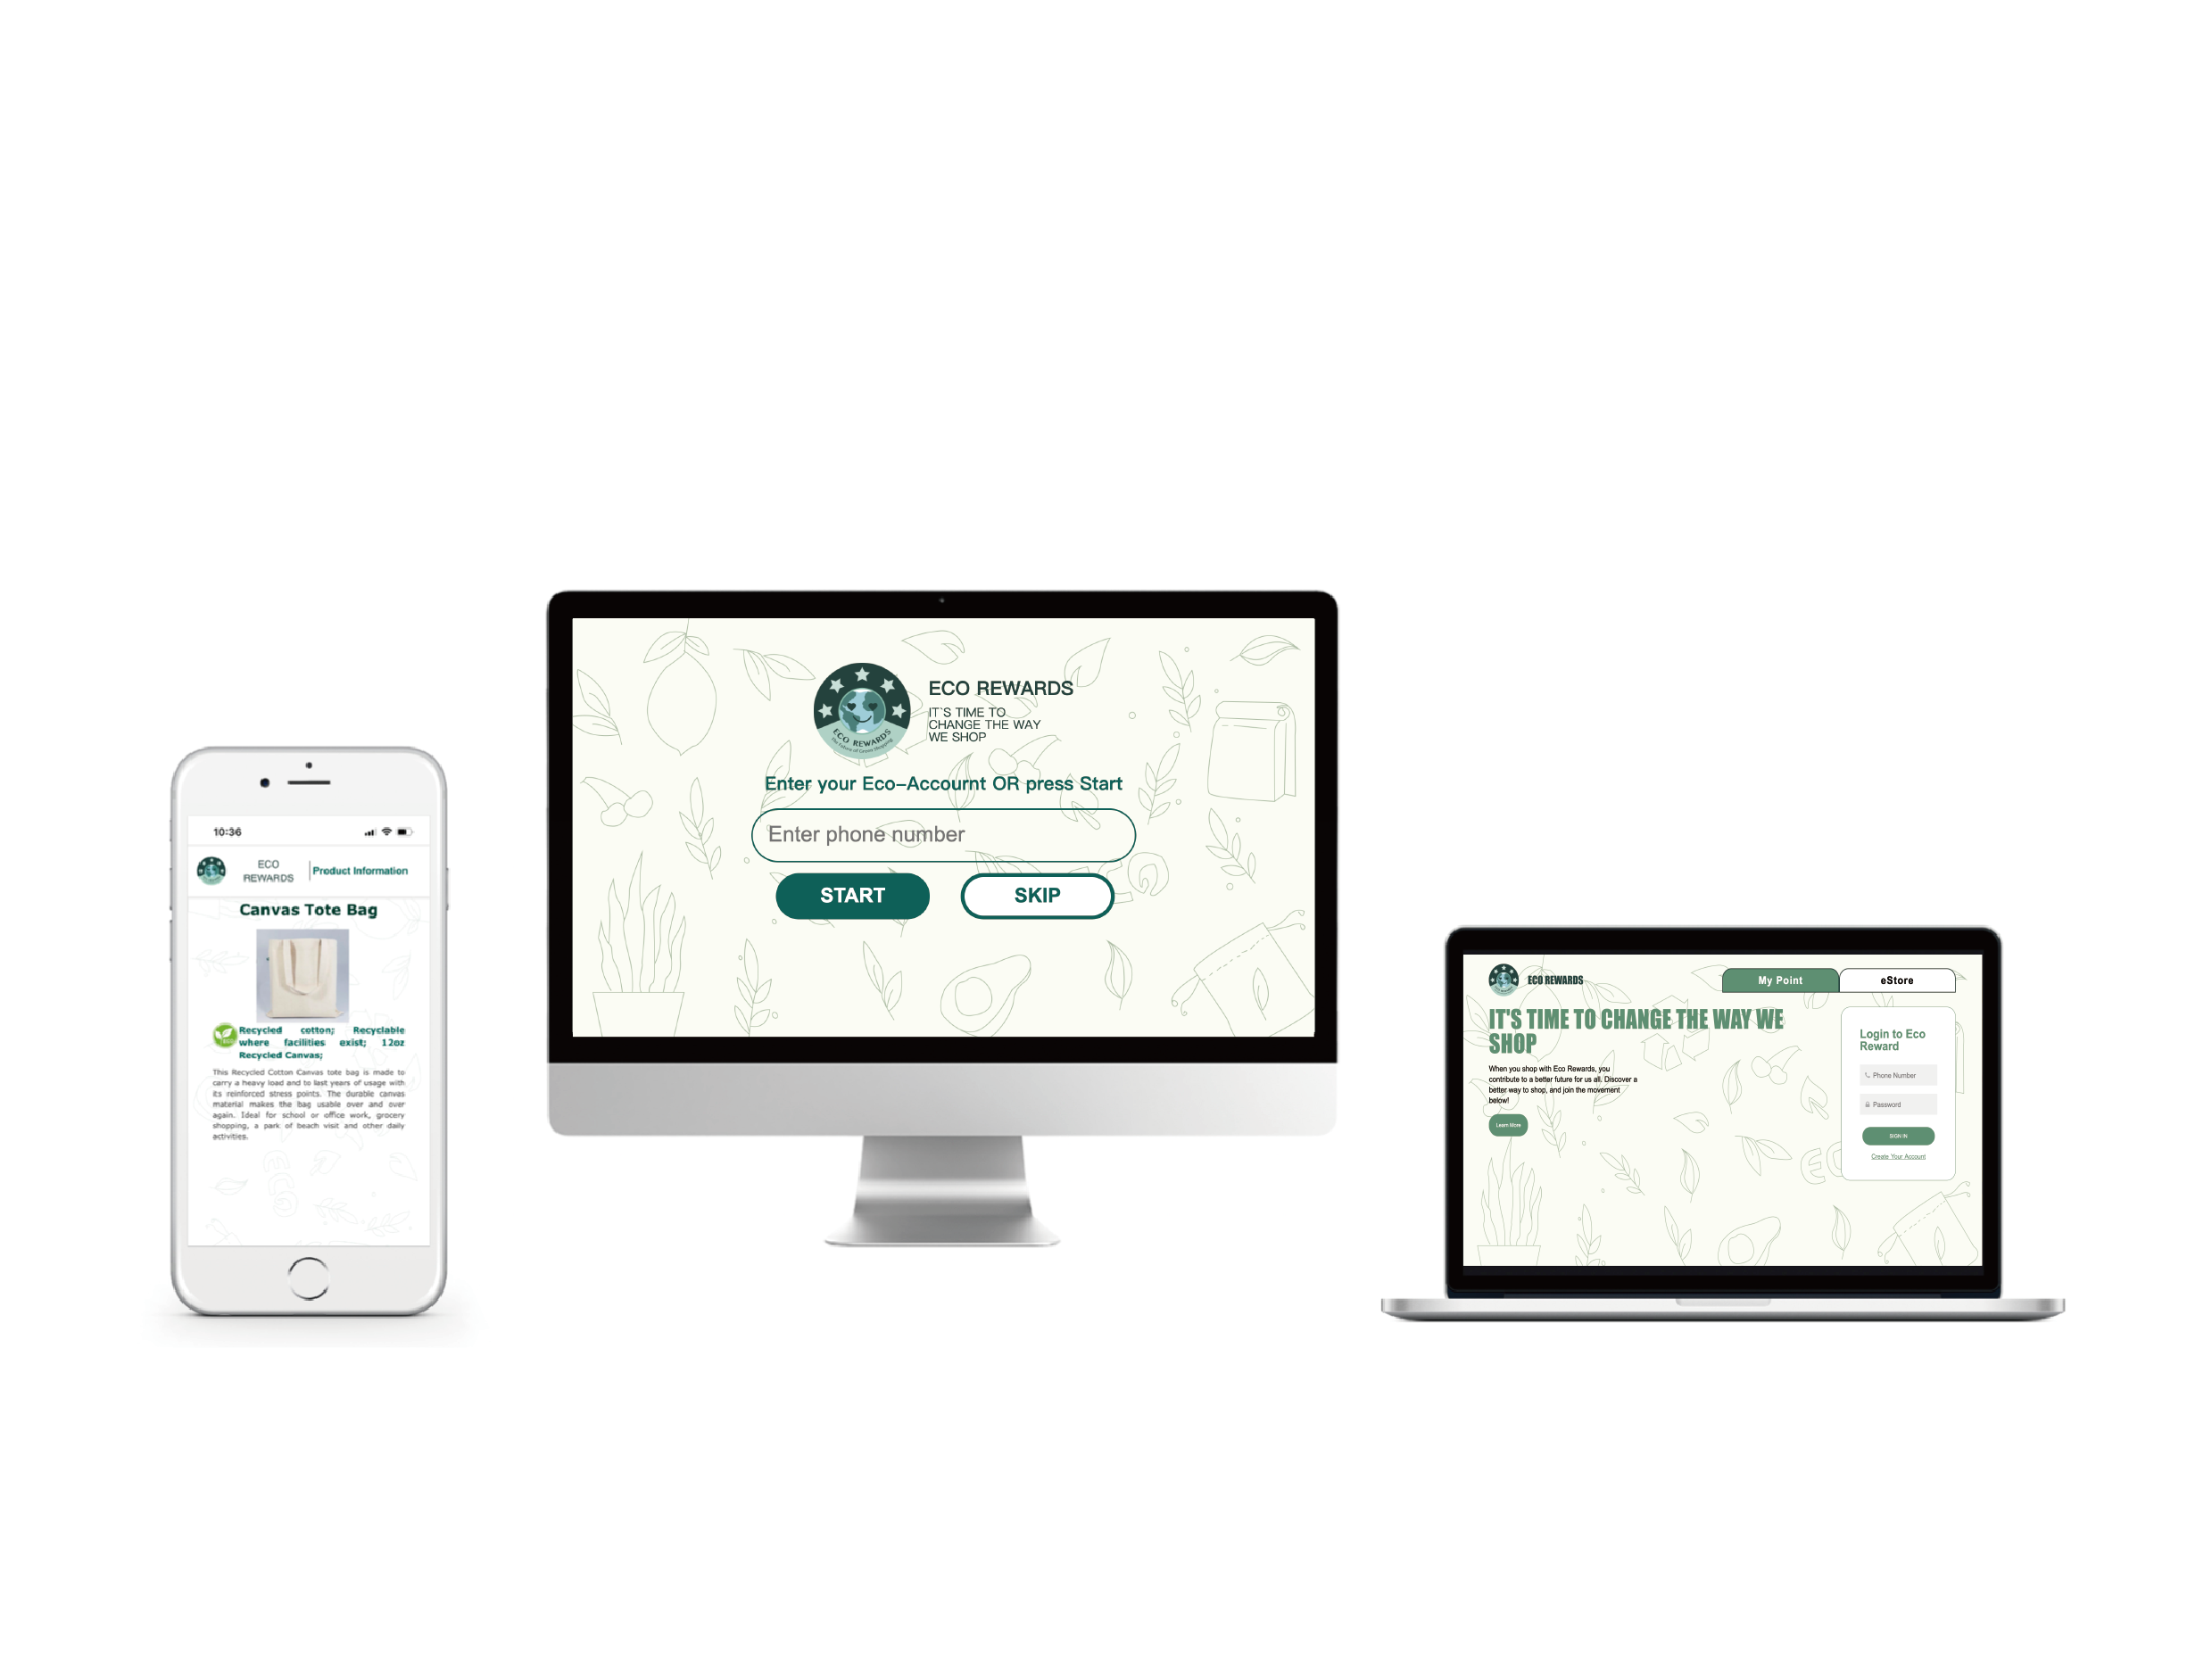 10:36
ECO
REWARDS
Product Information
Canvas Tote Bag
Recycled cotton; Recyclable
where facilities exist; 12oz
Recycled Canvas;
This Recycled Cotton Canvas tote bag is made to
carry a heavy load and to last years of usage with
its reinforced stress points. The durable canvas
material makes the bag usable over and over
again. Ideal for school or office work, grocery
shopping, a park of beach visit and other daily
activities.
ECO REWARDS
The Future of Green Shopping
ECO REWARDS
IT`S TIME TO
CHANGE THE WAY
WE SHOP
Enter your Eco-Accournt OR press Start
Enter phone number
START
SKIP
ECO REWARDS
My Point
eStore
IT'S TIME TO CHANGE THE WAY WE
SHOP
When you shop with Eco Rewards, you
contribute to a better future for us all. Discover a
better way to shop, and join the movement
below!
Learn More
Login to Eco
Reward
Phone Number
Password
SIGN IN
Create Your Account